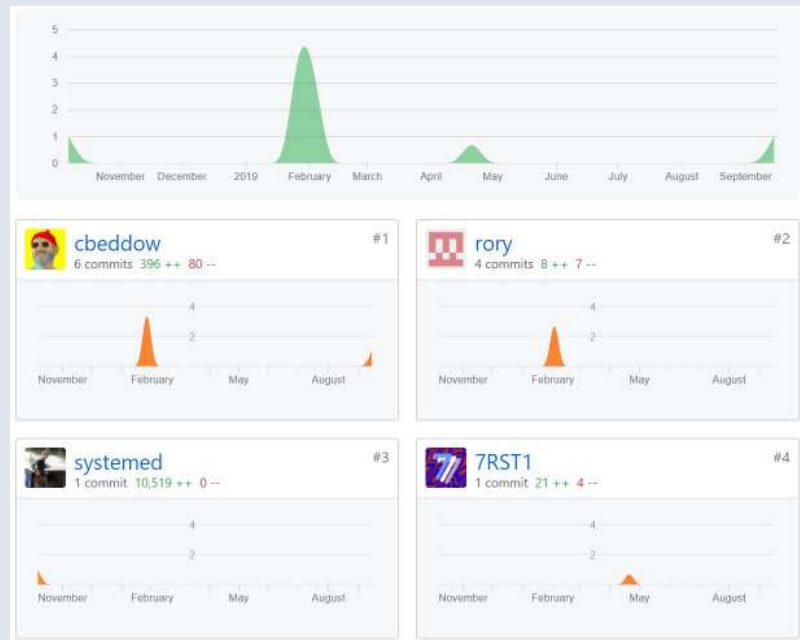 5
4
3
2
1
0
November December 2019 February March April May June July August September
cbeddow #1
6 commits 396 ++ 80 --
4
2
November February May August
rory #2
4 commits 8 ++ 7 --
4
2
November February May August
systemed #3
1 commit 10,519 ++ 0 --
4
2
November February May August
7RST1 #4
1 commit 21 ++ 4 --
4
2
November February May August